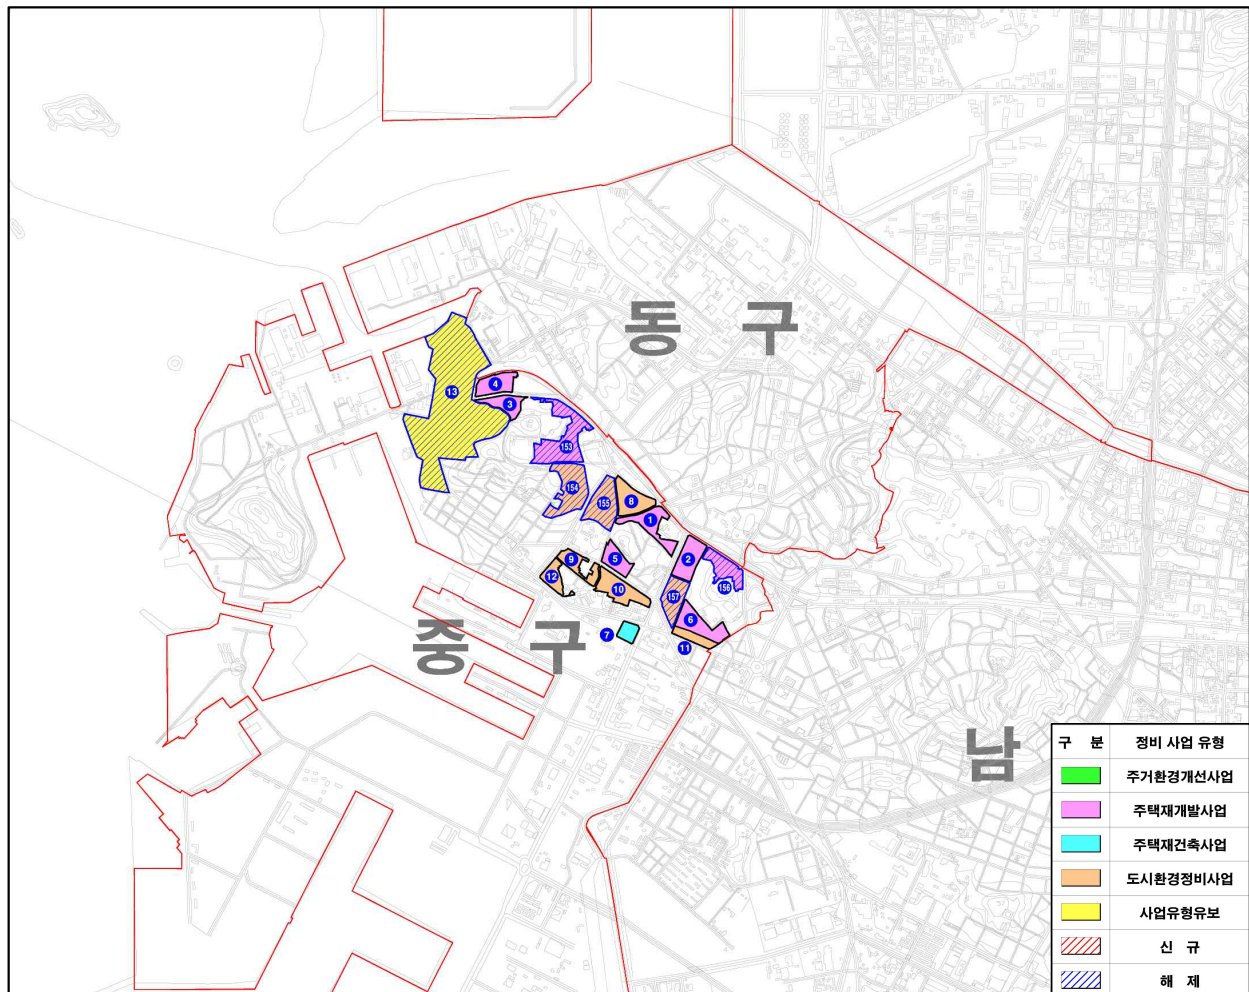 동 구
13
4
3
153
154
155
8
1
2
156
5
9
12
10
157
6
7
11
중 구
남
구 분 정비 사업 유형
주거환경개선사업
주택재개발사업
주택재건축사업
도시환경정비사업
사업유형유보
신 규
해 제